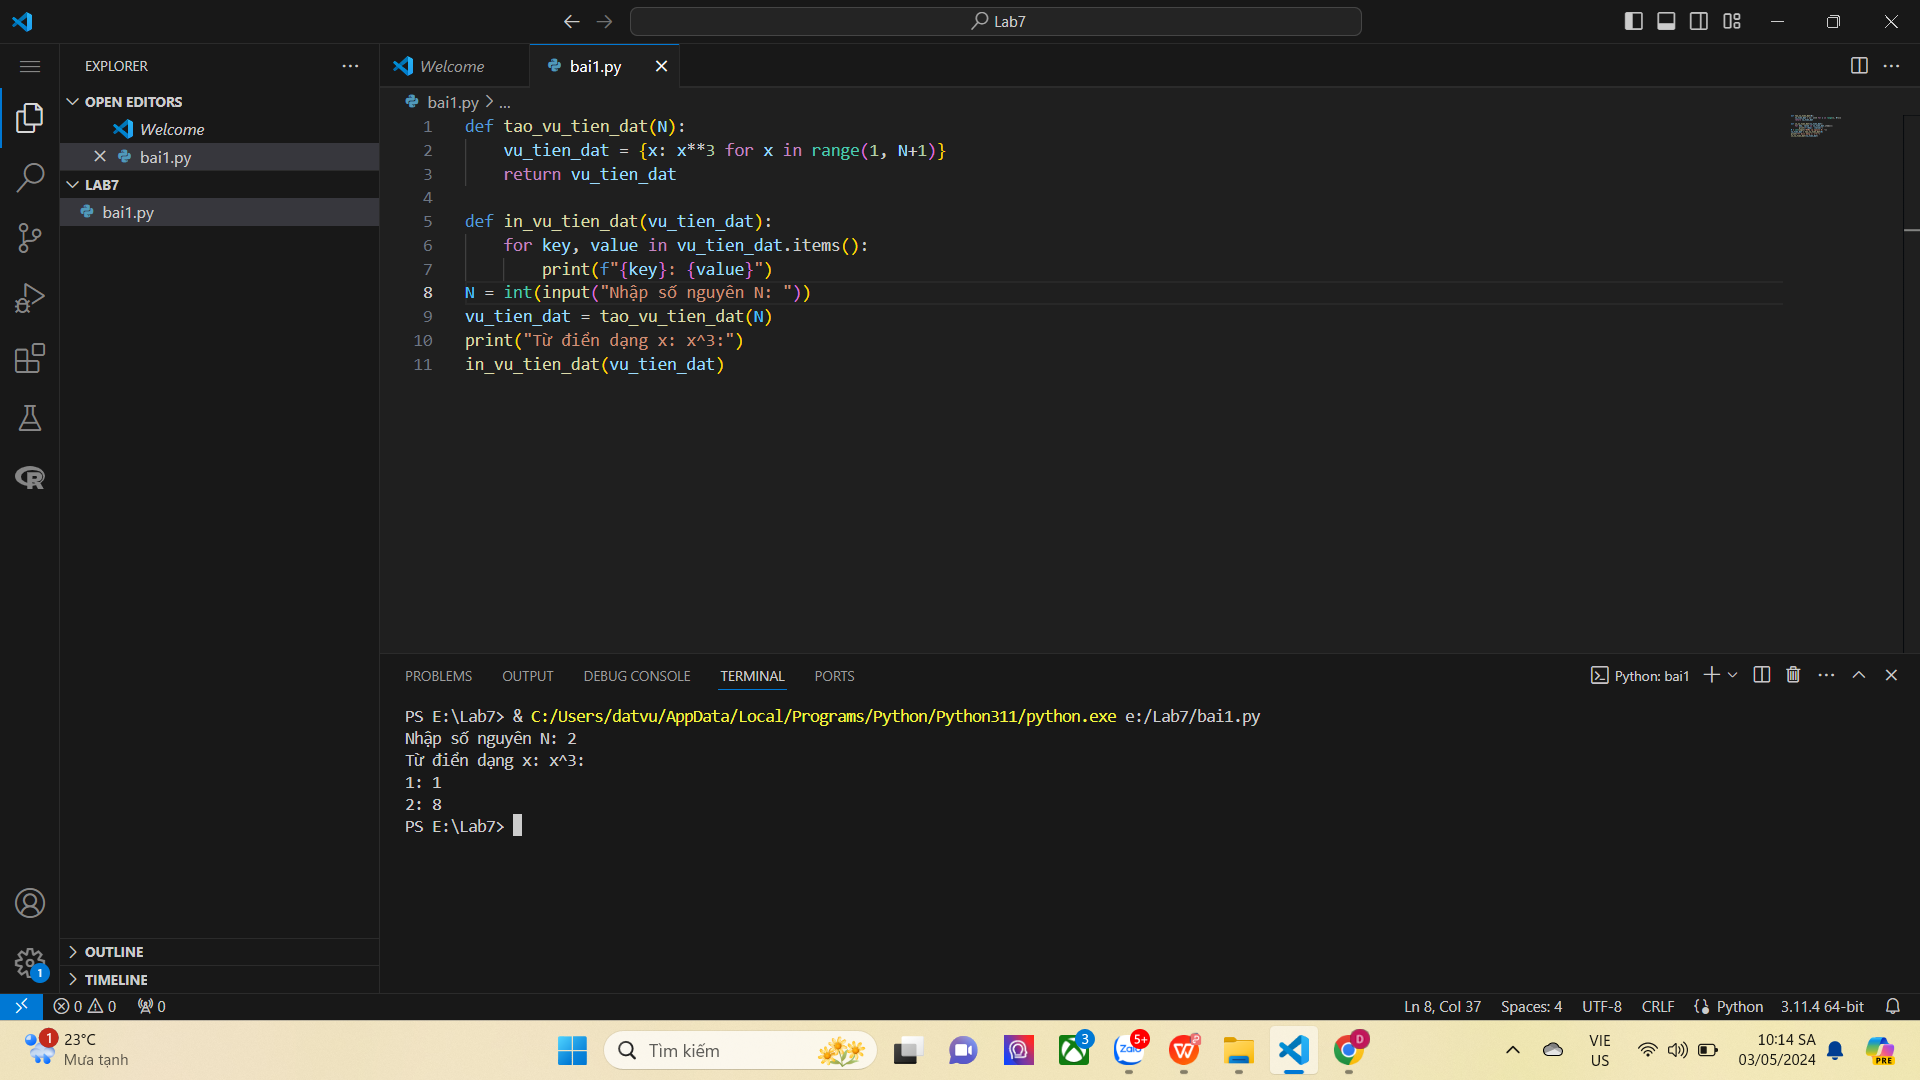 Lab7
EXPLORER
Welcome
bai1.py
OPEN EDITORS
Welcome
bai1.py
LAB7
bai1.py
bai1.py > ...
1 def tao_vu_tien_dat(N):
2     vu_tien_dat = {x: x**3 for x in range(1, N+1)}
3     return vu_tien_dat
4
5 def in_vu_tien_dat(vu_tien_dat):
6     for key, value in vu_tien_dat.items():
7         print(f"{key}: {value}")
8 N = int(input("Nhập số nguyên N: "))
9 vu_tien_dat = tao_vu_tien_dat(N)
10 print("Từ điển dạng x: x^3:")
11 in_vu_tien_dat(vu_tien_dat)
PROBLEMS OUTPUT DEBUG CONSOLE TERMINAL PORTS
Python: bai1
PS E:\Lab7> & C:/Users/datvu/AppData/Local/Programs/Python/Python311/python.exe e:/Lab7/bai1.py
Nhập số nguyên N: 2
Từ điển dạng x: x^3:
1: 1
2: 8
PS E:\Lab7>
OUTLINE
TIMELINE
1
0 0 0
Ln 8, Col 37 Spaces: 4 UTF-8 CRLF Python 3.11.4 64-bit
1
23°C
Mưa tạnh
Tìm kiếm
3
Zalo
5+
W
P
D
VIE
US
10:14 SA
03/05/2024
PRE